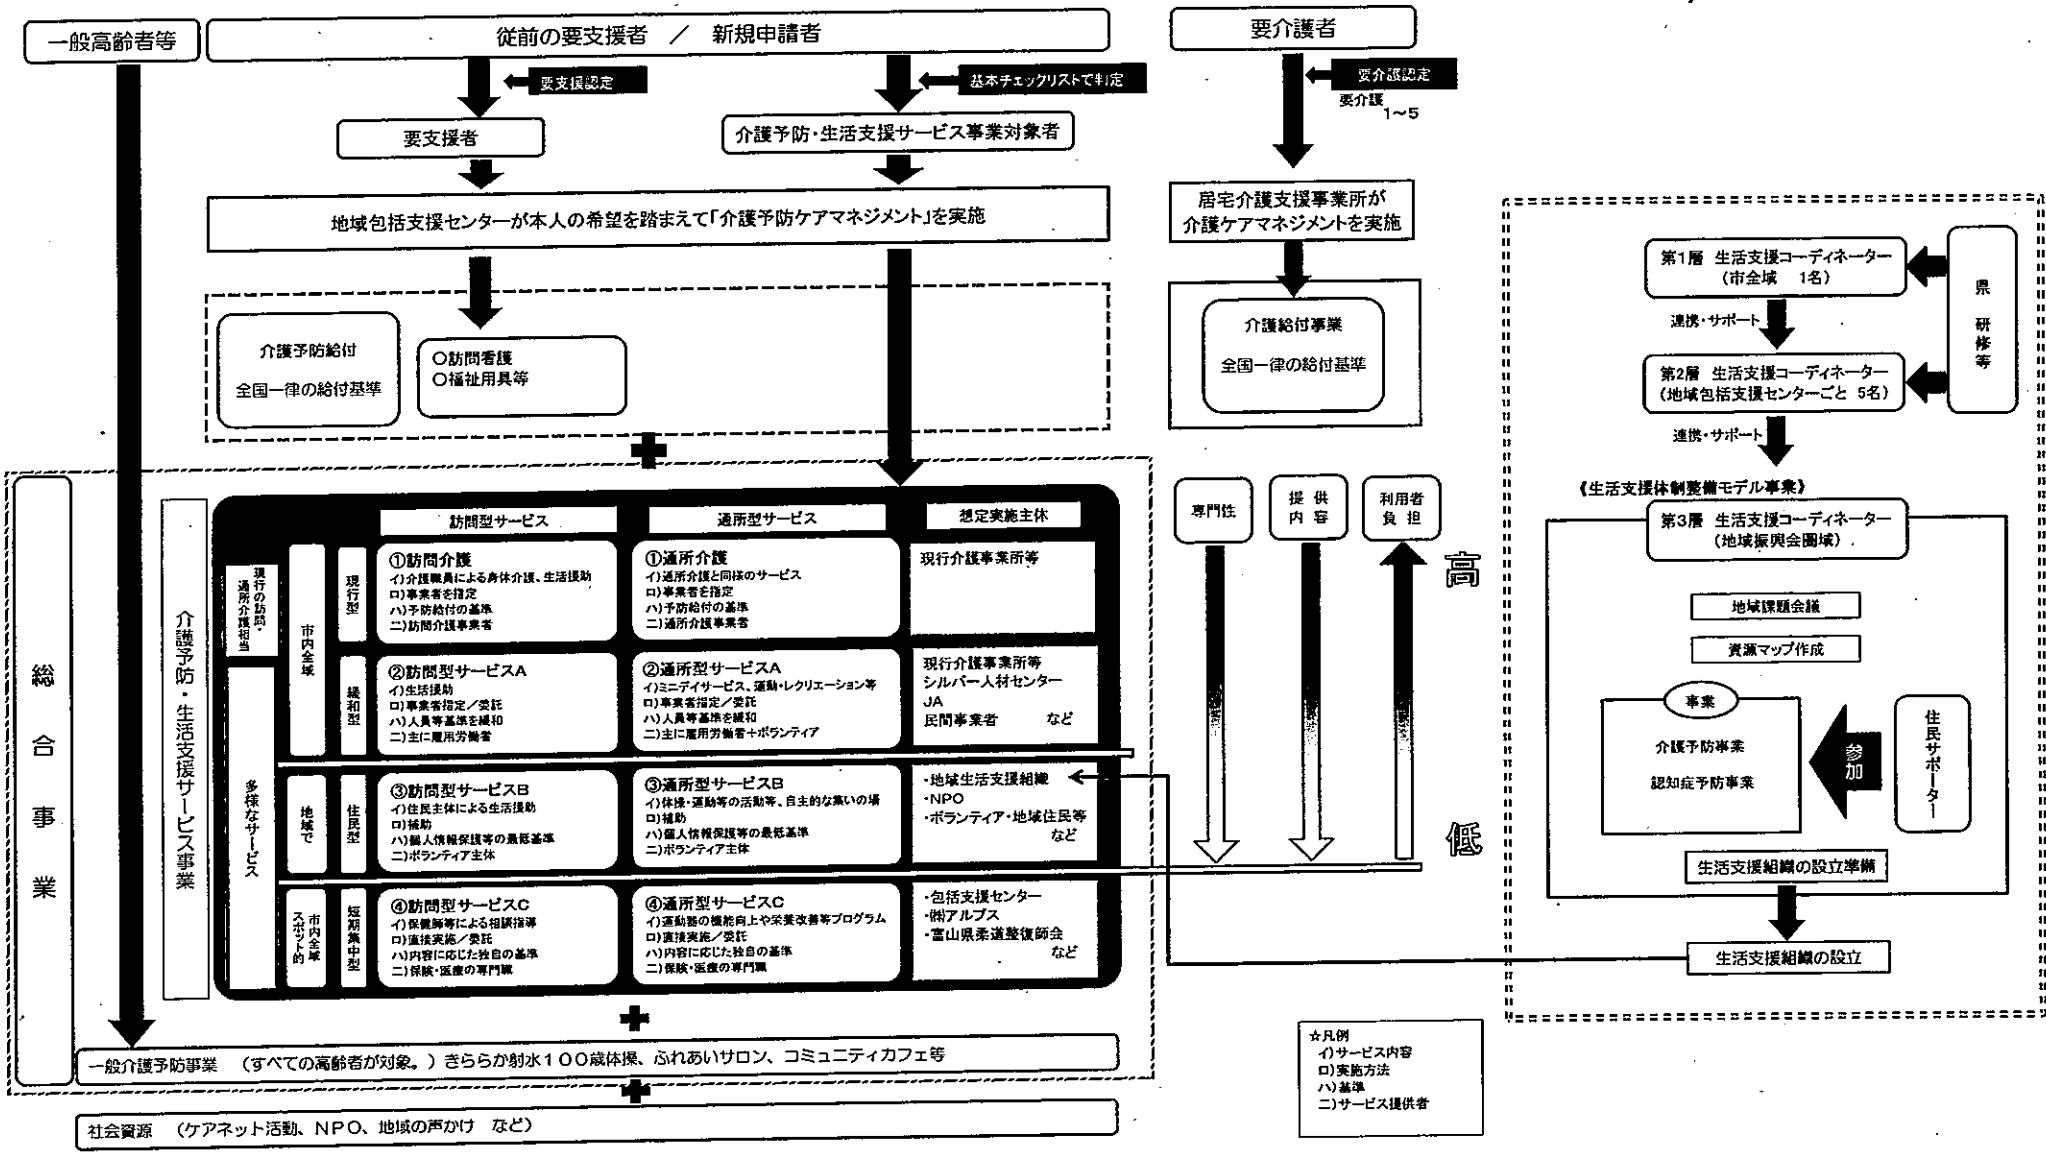 一般高齢者等
従前の要支援者 ／ 新規申請者
要介護者
要支援認定
基本チェックリストで判定
要介護認定
要介護
1～5
要支援者
介護予防・生活支援サービス事業対象者
地域包括支援センターが本人の希望を踏まえて「介護予防ケアマネジメント」を実施
居宅介護支援事業所が
介護ケアマネジメントを実施
介護予防給付
全国一律の給付基準
○訪問看護
○福祉用具等
介護給付事業
全国一律の給付基準
総合事業
介護予防・生活支援サービス事業
訪問型サービス
通所型サービス
想定実施主体
現行の訪問・
通所介護相当
多様なサービス
市内全域
現行型
①訪問介護
イ)介護職員による身体介護、生活援助
ロ)事業者を指定
ハ)予防給付の基準
ニ)訪問介護事業者
①通所介護
イ)通所介護と同様のサービス
ロ)事業者を指定
ハ)予防給付の基準
ニ)通所介護事業者
現行介護事業所等
緩和型
②訪問型サービスA
イ)生活援助
ロ)事業者指定／委託
ハ)人員等基準を緩和
ニ)主に雇用労働者
②通所型サービスA
イ)ミニデイサービス、運動・レクリエーション等
ロ)事業者指定／委託
ハ)人員等基準を緩和
ニ)主に雇用労働者＋ボランティア
現行介護事業所等
シルバー人材センター
JA
民間事業者 など
地域で
住民型
③訪問型サービスB
イ)住民主体による生活援助
ロ)補助
ハ)個人情報保護等の最低基準
ニ)ボランティア主体
③通所型サービスB
イ)体操・運動等の活動等、自主的な集いの場
ロ)補助
ハ)個人情報保護等の最低基準
ニ)ボランティア主体
・地域生活支援組織
・NPO
・ボランティア・地域住民等
など
市内全域
スポット的
短期集中型
④訪問型サービスC
イ)保健師等による相談指導
ロ)直接実施／委託
ハ)内容に応じた独自の基準
ニ)保険・医療の専門職
④通所型サービスC
イ)運動器の機能向上や栄養改善等プログラム
ロ)直接実施／委託
ハ)内容に応じた独自の基準
ニ)保険・医療の専門職
・包括支援センター
・㈱アルプス
・富山県柔道整復師会
など
一般介護予防事業 （すべての高齢者が対象。）きららか射水１００歳体操、ふれあいサロン、コミュニティカフェ等
社会資源 （ケアネット活動、ＮＰＯ、地域の声かけ など）
専門性
提供
内容
利用者
負担
高
低
☆凡例
イ)サービス内容
ロ)実施方法
ハ)基準
ニ)サービス提供者
第1層 生活支援コーディネーター
（市全域 1名）
連携・サポート
第2層 生活支援コーディネーター
（地域包括支援センターごと 5名）
連携・サポート
県 研修等
《生活支援体制整備モデル事業》
第3層 生活支援コーディネーター
（地域振興会圏域）
地域課題会議
資源マップ作成
事業
介護予防事業
認知症予防事業
参加
住民サポーター
生活支援組織の設立準備
生活支援組織の設立